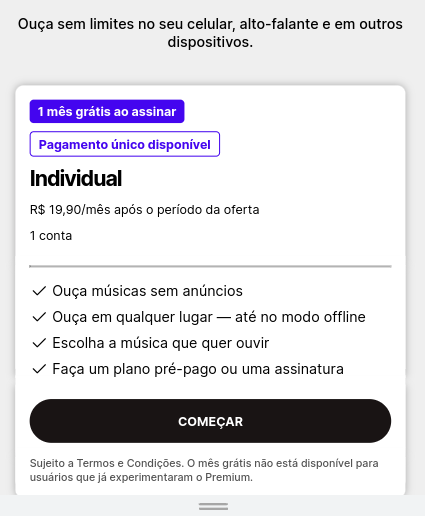 Ouça sem limites no seu celular, alto-falante e em outros
dispositivos.
1 mês grátis ao assinar
Pagamento único disponível
Individual
R$ 19,90/mês após o período da oferta
1 conta
Ouça músicas sem anúncios
Ouça em qualquer lugar — até no modo offline
Escolha a música que quer ouvir
Faça um plano pré-pago ou uma assinatura
COMEÇAR
Sujeito a Termos e Condições. O mês grátis não está disponível para
usuários que já experimentaram o Premium.